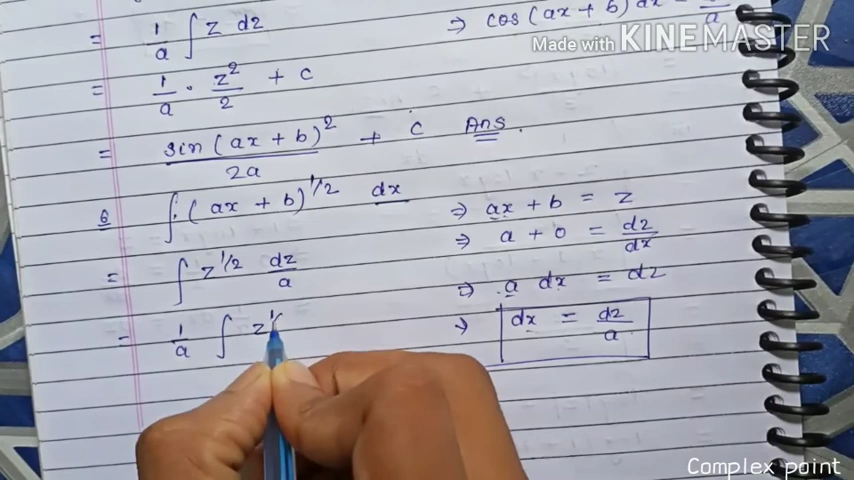 = 1/a ∫ z dz ⇒ cos (ax + b) dx =
Made with KINEMASTER
= 1/a · z²/2 + c
= sin (ax + b)²/2a + c Ans.
6 ∫ (ax + b)^1/2 dx ⇒ ax + b = z
⇒ a + 0 = dz/dx
= ∫ z^1/2 dz/a
⇒ a dx = dz
= 1/a ∫ z ⇒ dx = dz/a
Complex point